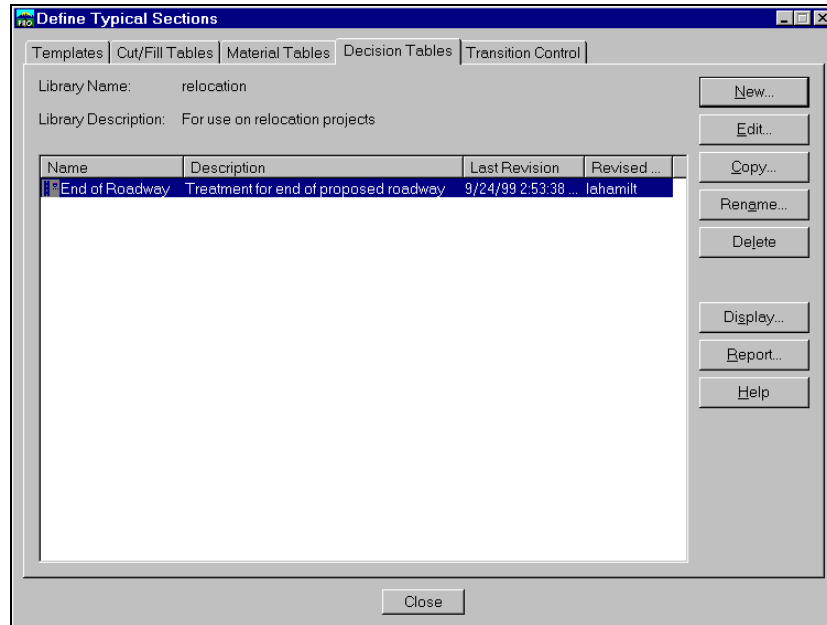 Define Typical Sections
Templates Cut/Fill Tables Material Tables Decision Tables Transition Control
Library Name: relocation
Library Description: For use on relocation projects
Name Description Last Revision Revised ...
End of Roadway Treatment for end of proposed roadway 9/24/99 2:53:38 ... lahamilt
New...
Edit...
Copy...
Rename...
Delete
Display...
Report...
Help
Close